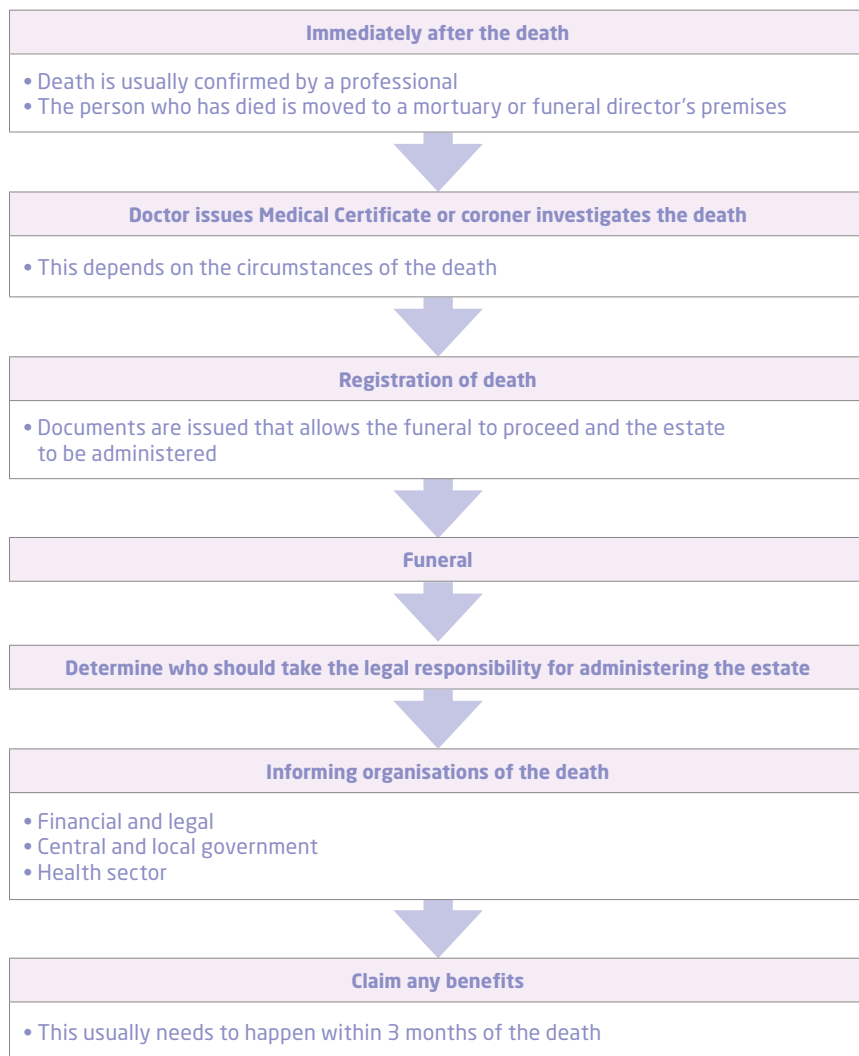 Immediately after the death
• Death is usually confirmed by a professional
• The person who has died is moved to a mortuary or funeral director's premises
Doctor issues Medical Certificate or coroner investigates the death
• This depends on the circumstances of the death
Registration of death
• Documents are issued that allows the funeral to proceed and the estate
to be administered
Funeral
Determine who should take the legal responsibility for administering the estate
Informing organisations of the death
• Financial and legal
• Central and local government
• Health sector
Claim any benefits
• This usually needs to happen within 3 months of the death